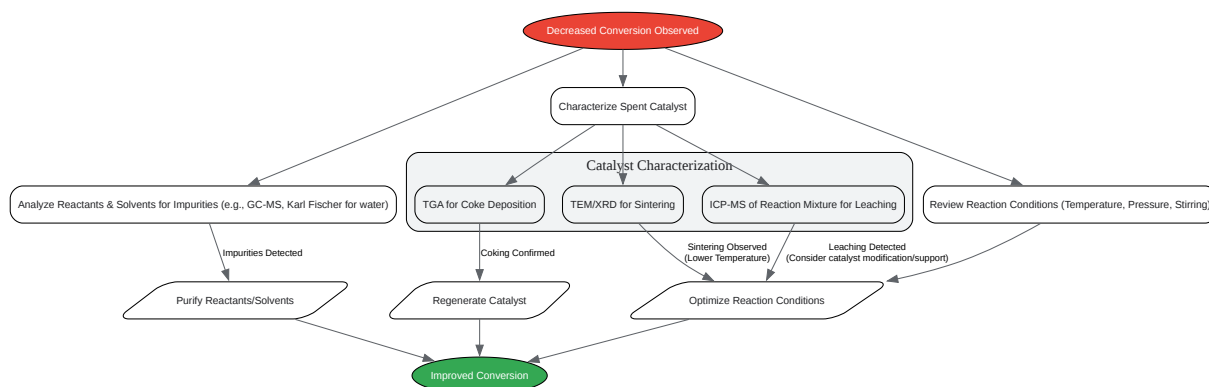 Decreased Conversion Observed
Characterize Spent Catalyst
Catalyst Characterization
Analyze Reactants & Solvents for Impurities (e.g., GC-MS, Karl Fischer for water)
TGA for Coke Deposition
TEM/XRD for Sintering
ICP-MS of Reaction Mixture for Leaching
Review Reaction Conditions (Temperature, Pressure, Stirring)
Impurities Detected
Coking Confirmed
Sintering Observed
(Lower Temperature)
Leaching Detected
(Consider catalyst modification/support)
Purify Reactants/Solvents
Regenerate Catalyst
Optimize Reaction Conditions
Improved Conversion